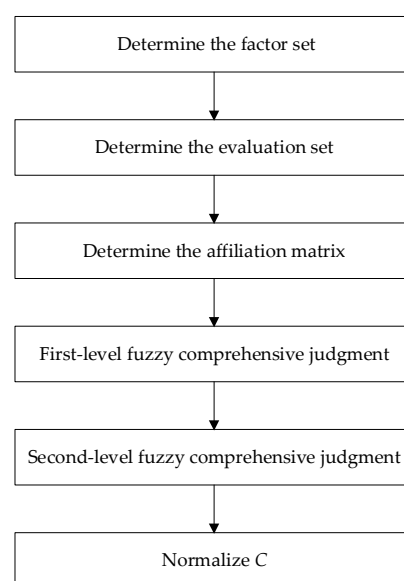 Determine the factor set
Determine the evaluation set
Determine the affiliation matrix
First-level fuzzy comprehensive judgment
Second-level fuzzy comprehensive judgment
Normalize C